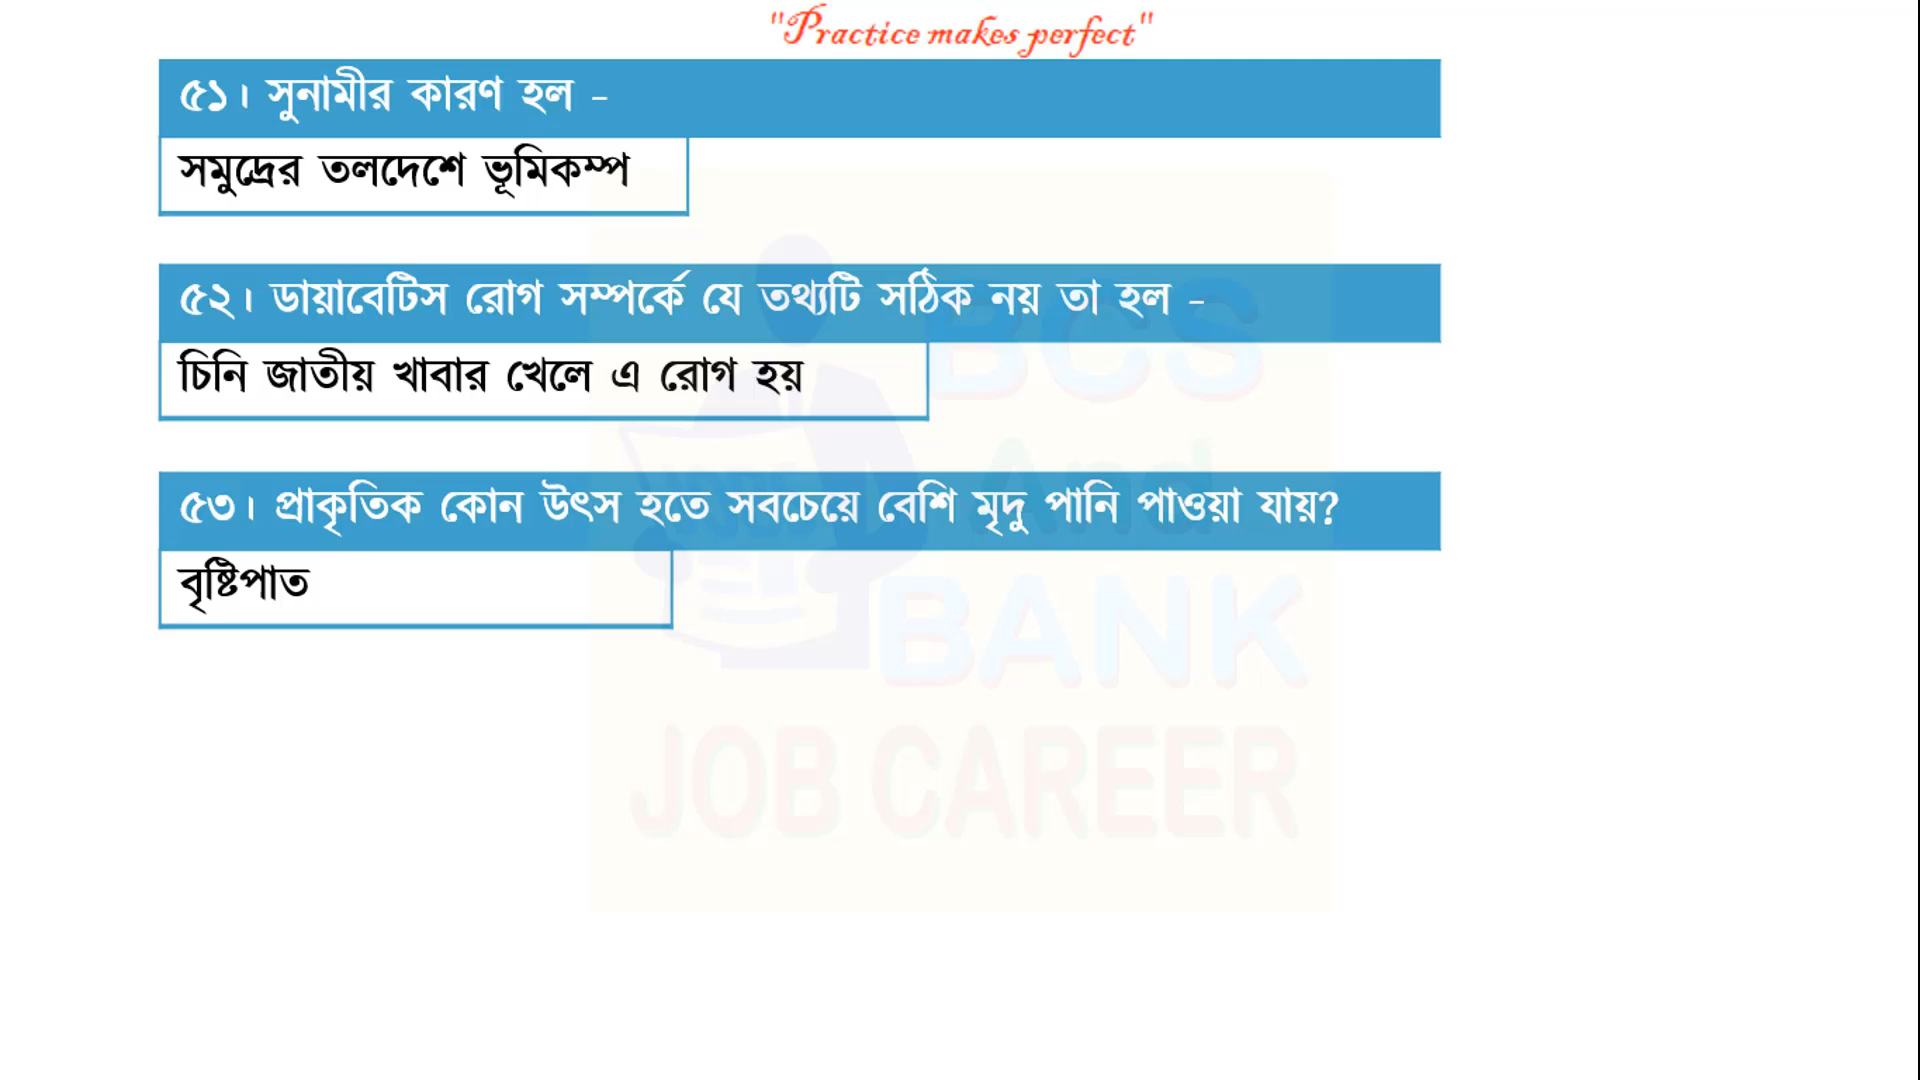 "Practice makes perfect"
৫১। সুনামীর কারণ হল -
সমুদ্রের তলদেশে ভূমিকম্প
৫২। ডায়াবেটিস রোগ সম্পর্কে যে তথ্যটি সঠিক নয় তা হল -
চিনি জাতীয় খাবার খেলে এ রোগ হয়
৫৩। প্রাকৃতিক কোন উৎস হতে সবচেয়ে বেশি মৃদু পানি পাওয়া যায়?
বৃষ্টিপাত
BCS
And
BANK
JOB CAREER